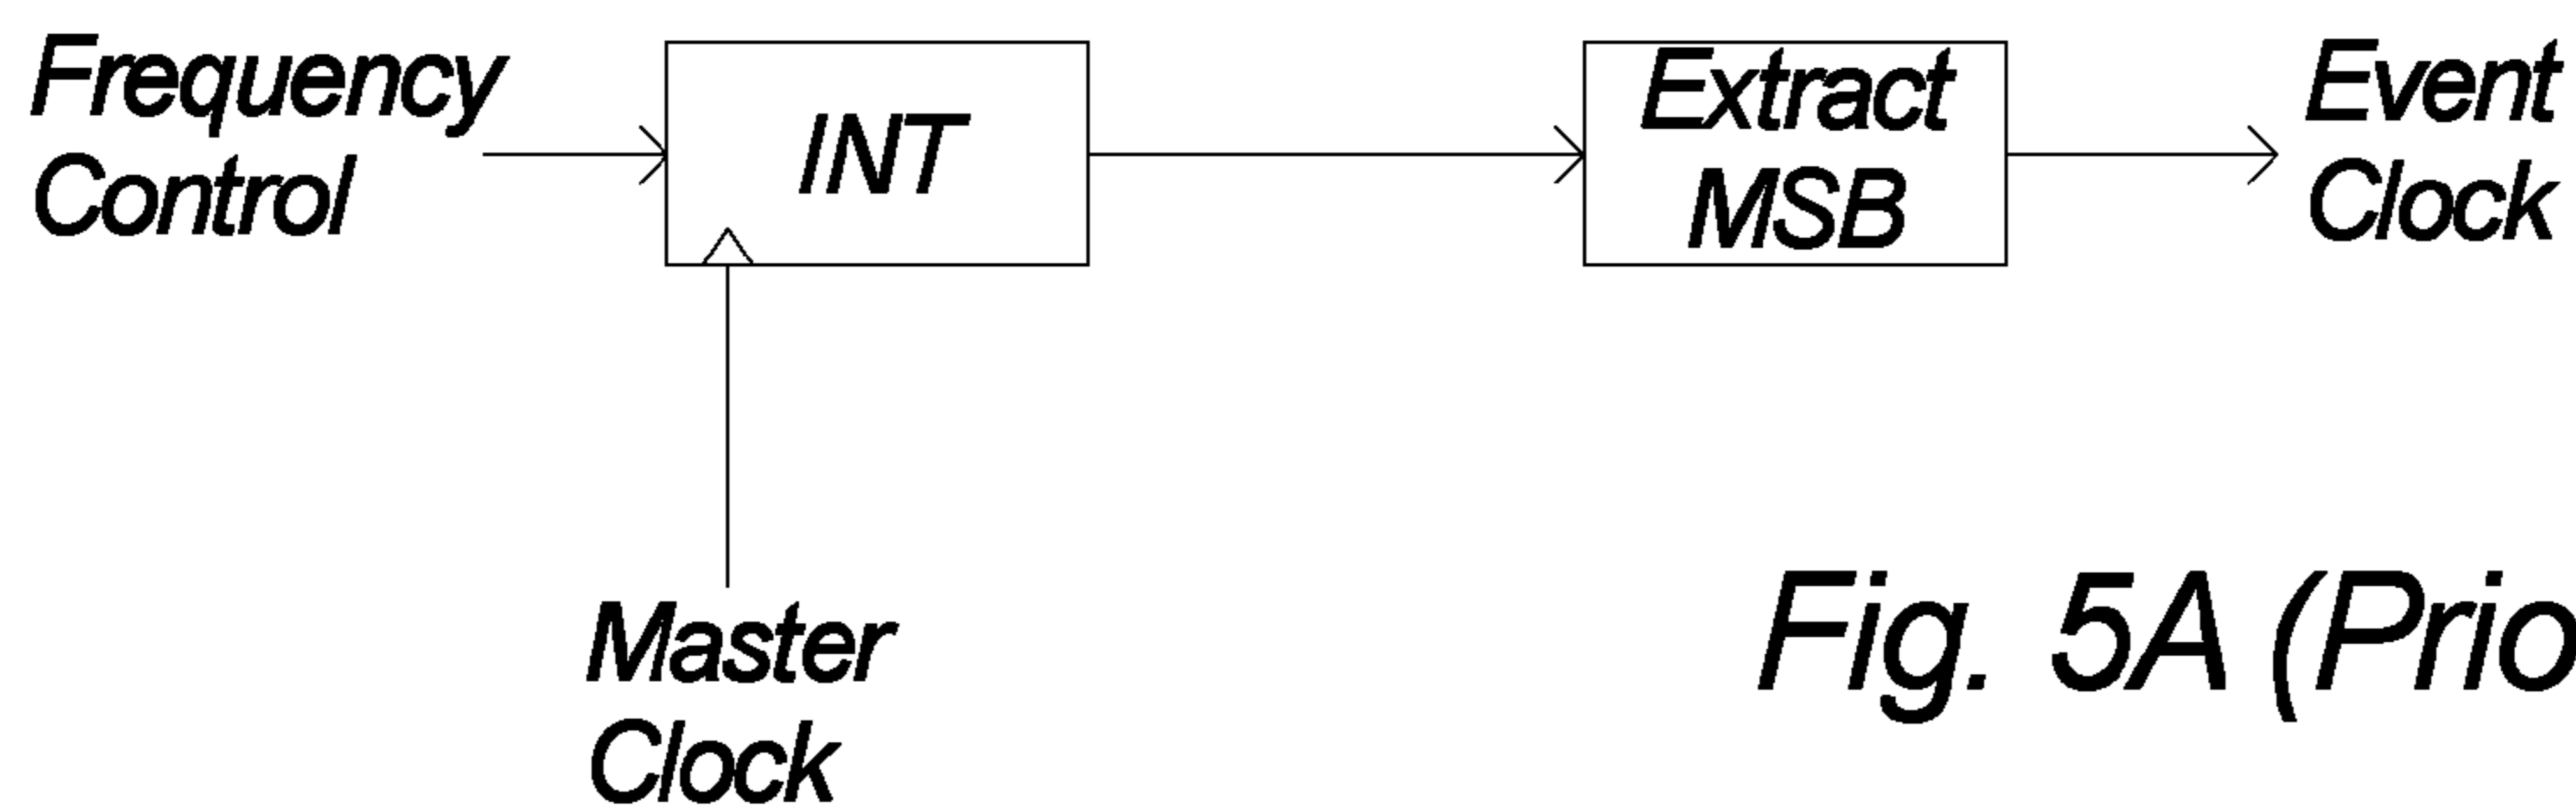 Frequency
Control
INT
Extract
MSB
Event
Clock
Master
Clock
Fig. 5A (Prio